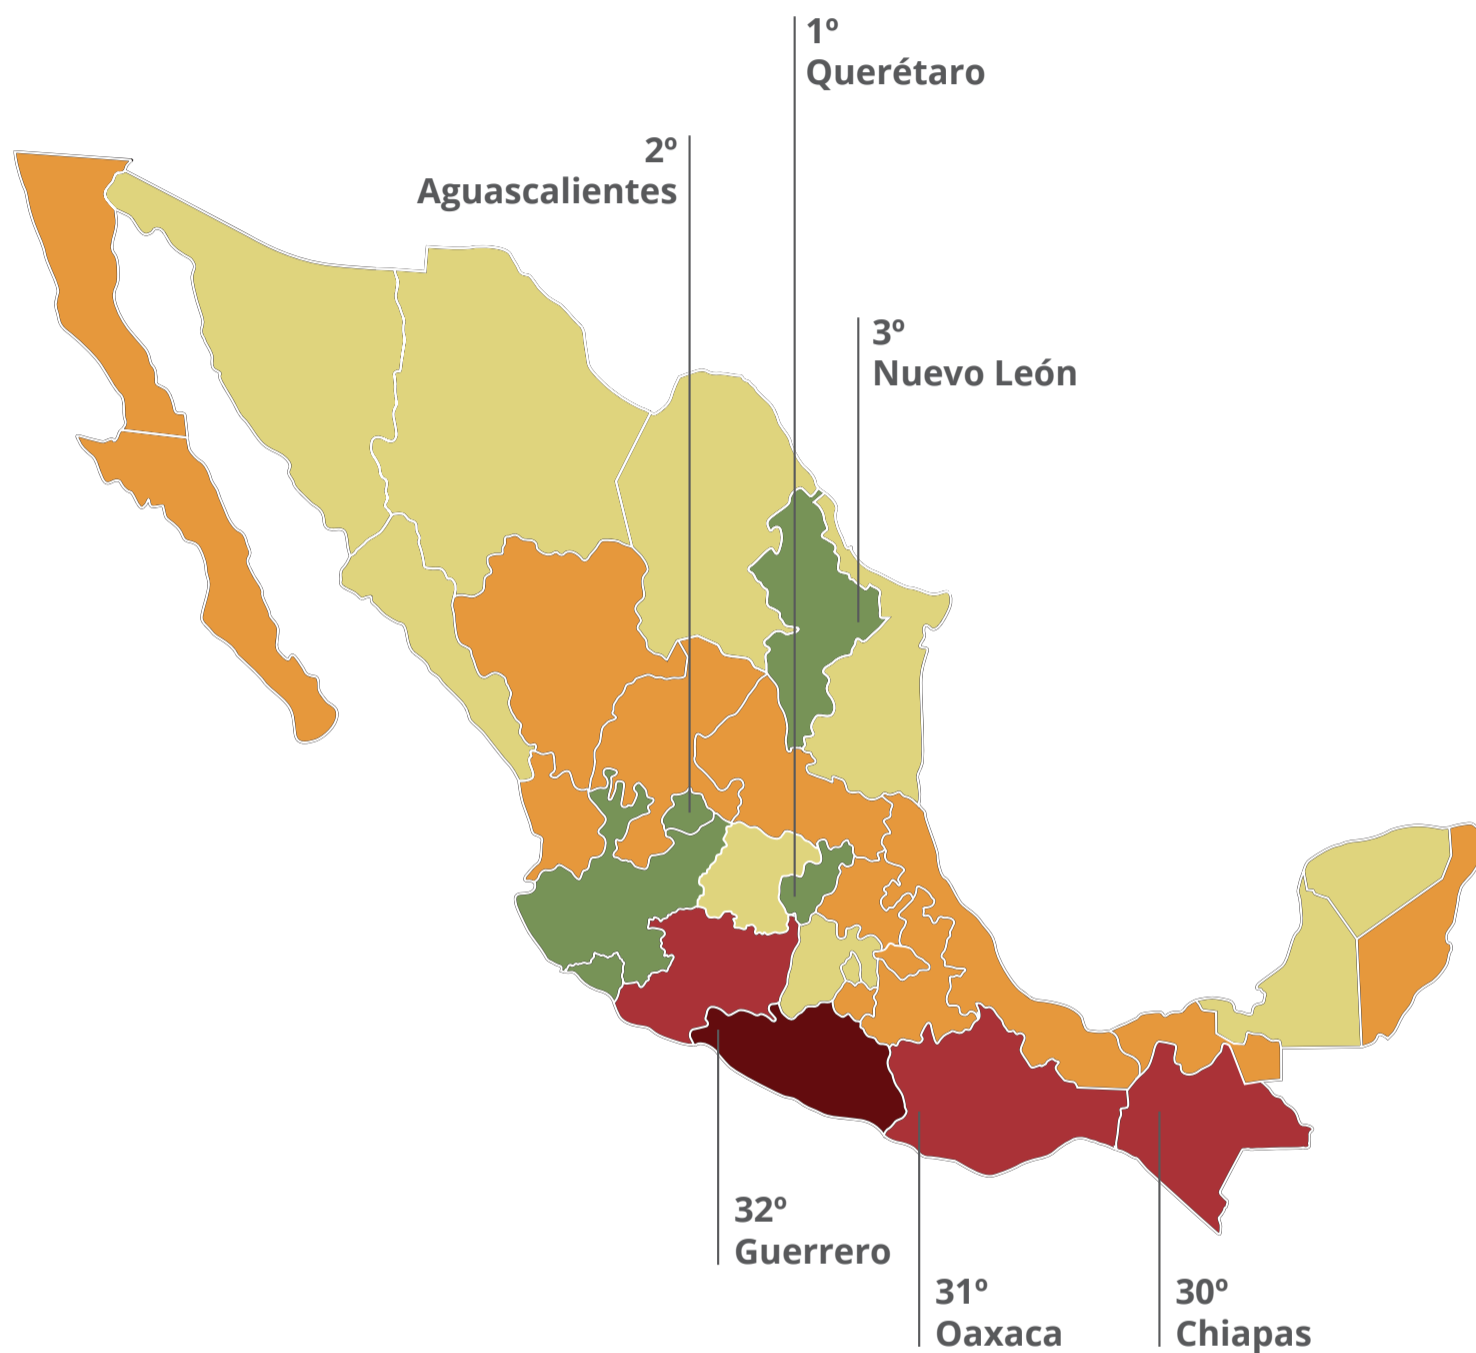 1º
Querétaro
2º
Aguascalientes
3º
Nuevo León
32º
Guerrero
31º
Oaxaca
30º
Chiapas